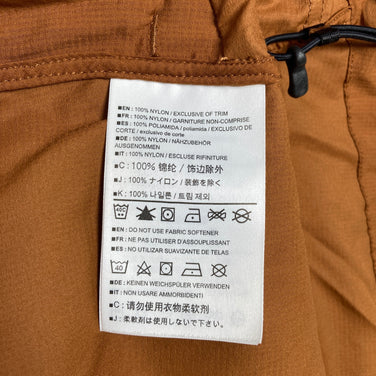 ■EN : 100% NYLON / EXCLUSIVE OF TRIM
■FR : 100% NYLON / GARNITURE NON-COMPRISE
■ES : 100% POLIAMIDA / poliamida / EXCLUSIVO DE
CORTE / exclusivo de corte
■DE : 100% NYLON / NÄHZUBEHÖR
AUSGENOMMEN
■IT : 100% NYLON / ESCLUSE RIFINITURE
■C : 100% 锦纶 / 饰边除外
■J : 100% ナイロン / 装飾を除く
■K : 100% 나일론 / 트림 제외
40C
■EN : DO NOT USE FABRIC SOFTENER
■FR : NE PAS UTILISER D'ASSOUPLISSANT
■ES : NO UTILIZAR SUAVIZANTE DE TELAS
40
■DE : KEINEN WEICHSPÜLER VERWENDEN
■IT : NON USARE AMMORBIDENTI
■C : 请勿使用衣物柔软剂
■J : 柔軟剤は使用しないで下さい